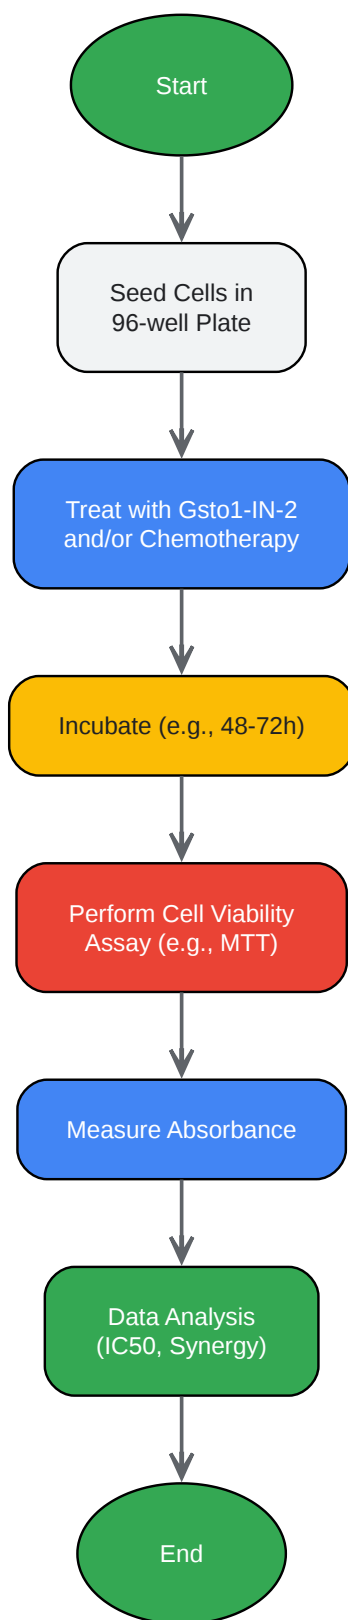 Start
Seed Cells in
96-well Plate
Treat with Gsto1-IN-2
and/or Chemotherapy
Incubate (e.g., 48-72h)
Perform Cell Viability
Assay (e.g., MTT)
Measure Absorbance
Data Analysis
(IC50, Synergy)
End